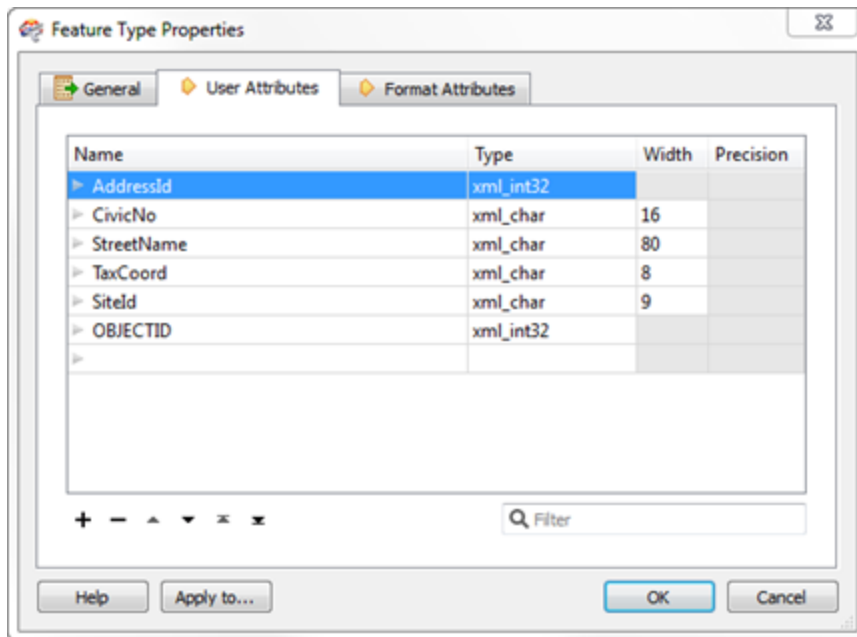 Feature Type Properties
General User Attributes Format Attributes
Name Type Width Precision
AddressId xml_int32
CivicNo xml_char 16
StreetName xml_char 80
TaxCoord xml_char 8
SiteId xml_char 9
OBJECTID xml_int32
Filter
Help Apply to... OK Cancel